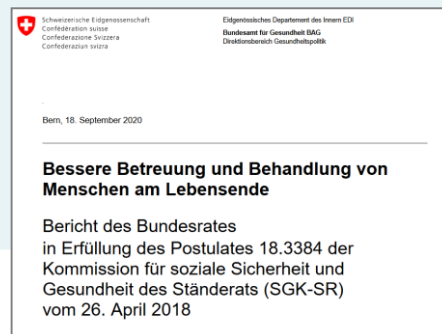 Schweizerische Eidgenossenschaft
Confédération suisse
Confederazione Svizzera
Confederaziun svizra
Eidgenössisches Departement des Innern EDI
Bundesamt für Gesundheit BAG
Direktionsbereich Gesundheitspolitik
Bern, 18. September 2020
Bessere Betreuung und Behandlung von
Menschen am Lebensende
Bericht des Bundesrates
in Erfüllung des Postulates 18.3384 der
Kommission für soziale Sicherheit und
Gesundheit des Ständerats (SGK-SR)
vom 26. April 2018